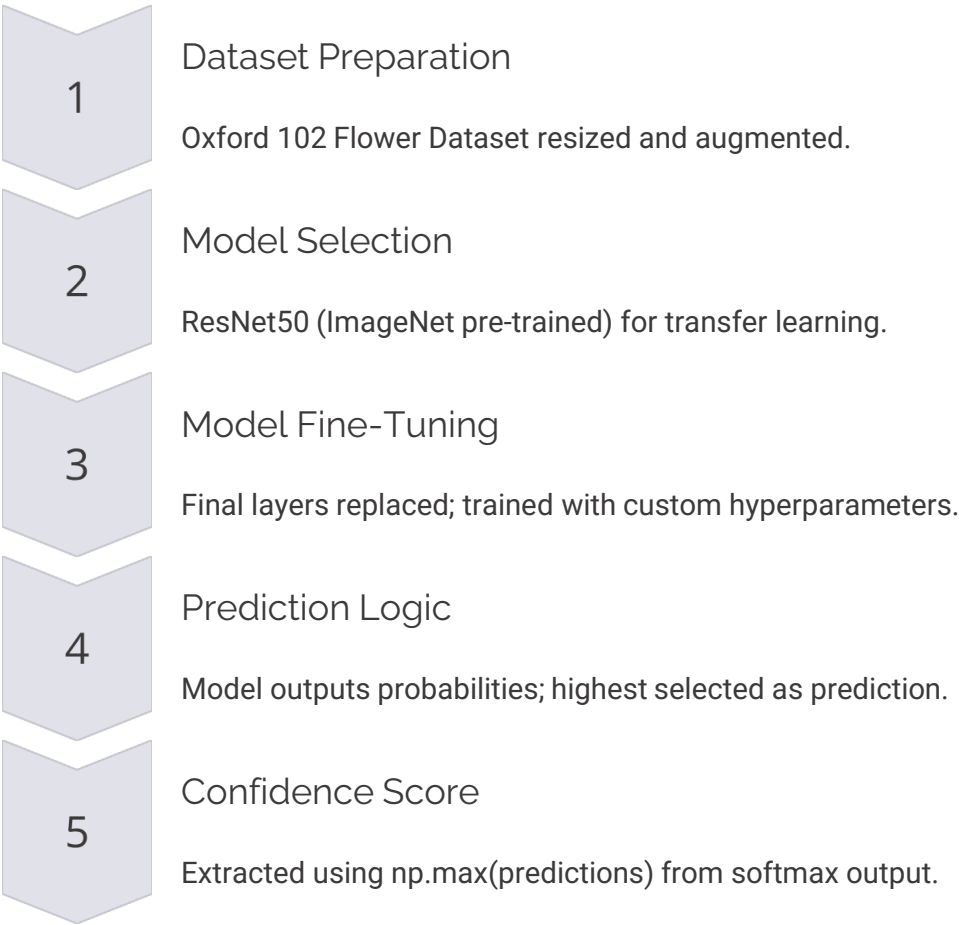 1
Dataset Preparation
Oxford 102 Flower Dataset resized and augmented.
2
Model Selection
ResNet50 (ImageNet pre-trained) for transfer learning.
3
Model Fine-Tuning
Final layers replaced; trained with custom hyperparameters.
4
Prediction Logic
Model outputs probabilities; highest selected as prediction.
5
Confidence Score
Extracted using np.max(predictions) from softmax output.